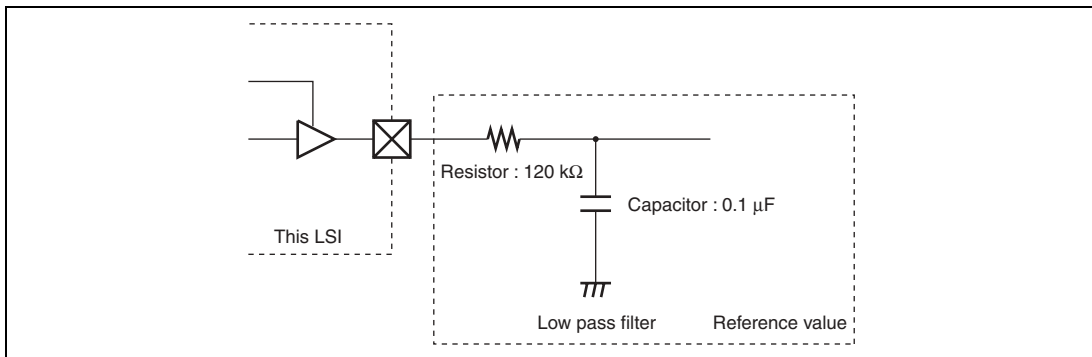 Resistor : 120 kΩ
Capacitor : 0.1 μF
This LSI
Low pass filter
Reference value